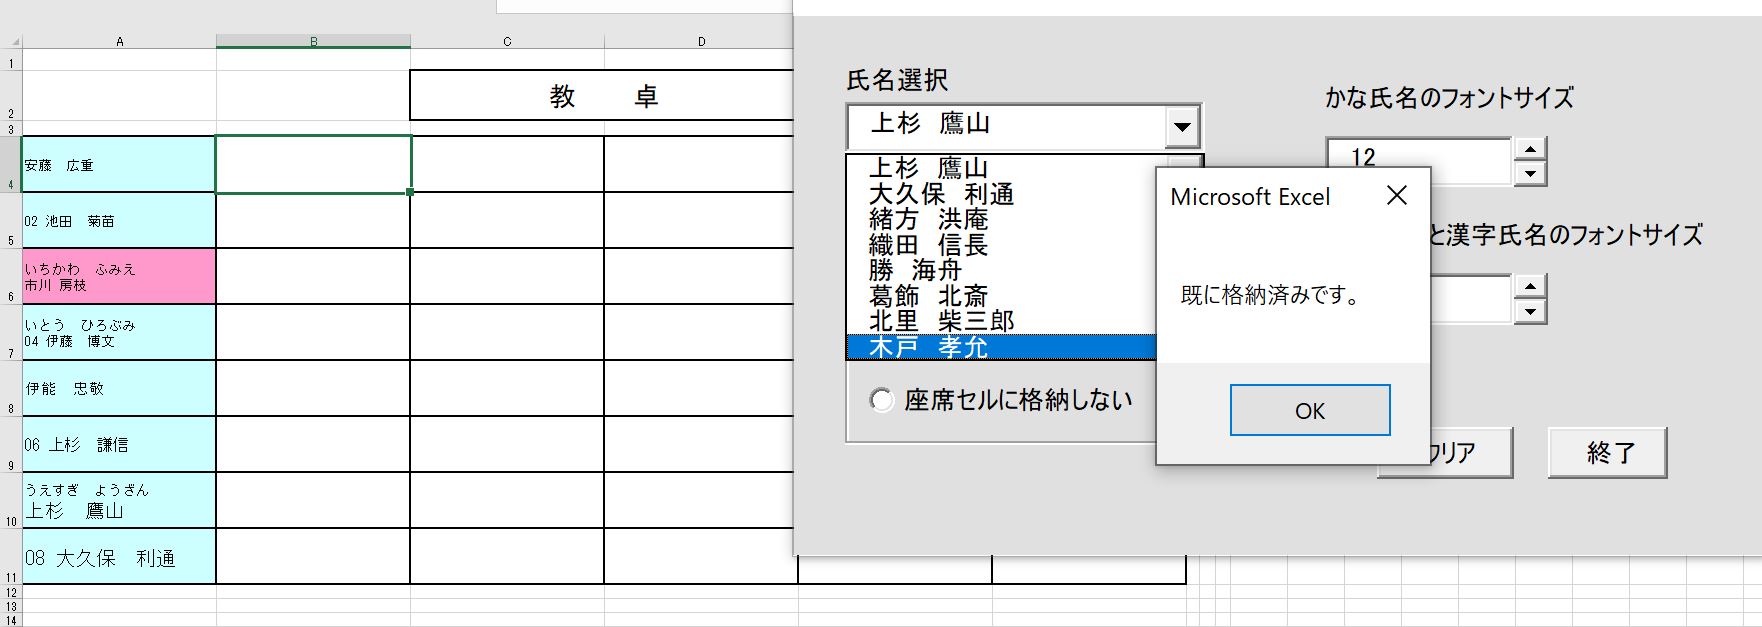 A
B
C
D
1
2
教 卓
3
4
安藤 広重
5
02 池田 菊苗
6
いちかわ ふみえ
市川 房枝
7
いとう ひろぶみ
04 伊藤 博文
8
伊能 忠敬
9
06 上杉 謙信
10
うえすぎ ようざん
上杉 鷹山
11
08 大久保 利通
12
13
14
氏名選択
上杉 鷹山
上杉 鷹山
大久保 利通
緒方 洪庵
織田 信長
勝 海舟
葛飾 北斎
北里 柴三郎
木戸 孝允
座席セルに格納しない
かな氏名のフォントサイズ
12
と漢字氏名のフォントサイズ
Microsoft Excel
既に格納済みです。
OK
クリア
終了